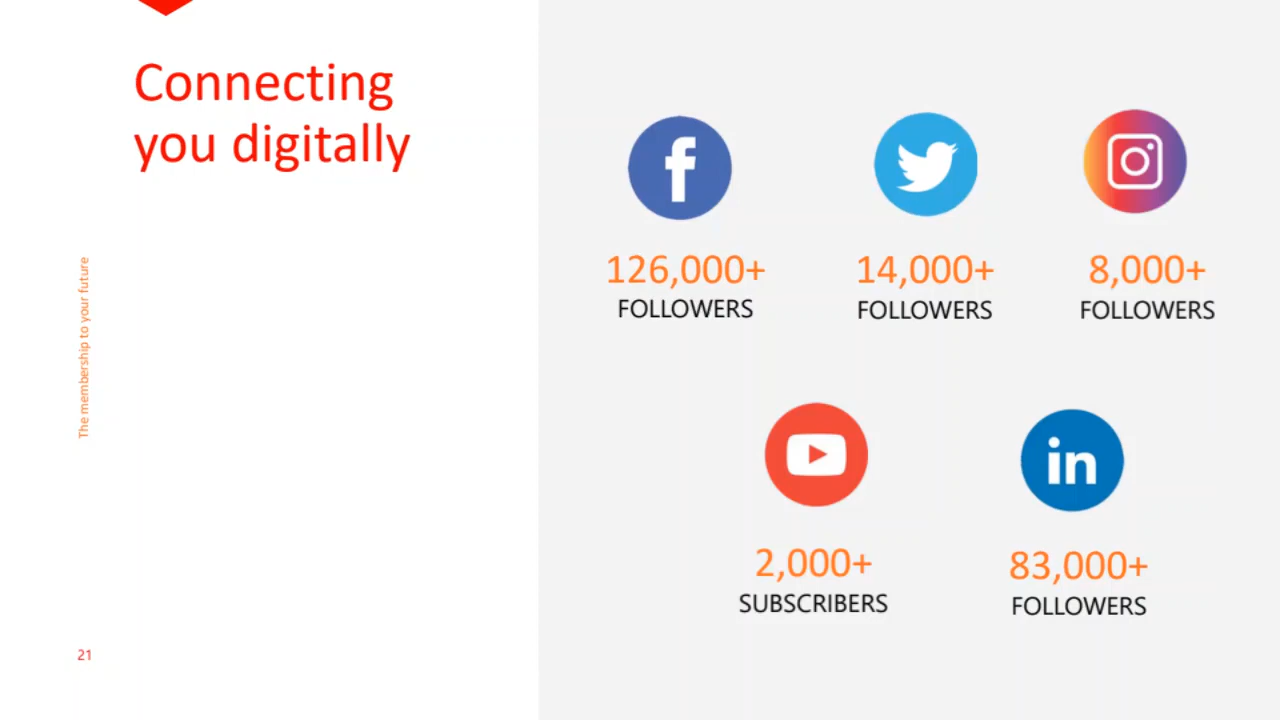 Connecting
you digitally
The membership to your future
126,000+
FOLLOWERS
14,000+
FOLLOWERS
8,000+
FOLLOWERS
2,000+
SUBSCRIBERS
in
83,000+
FOLLOWERS
21